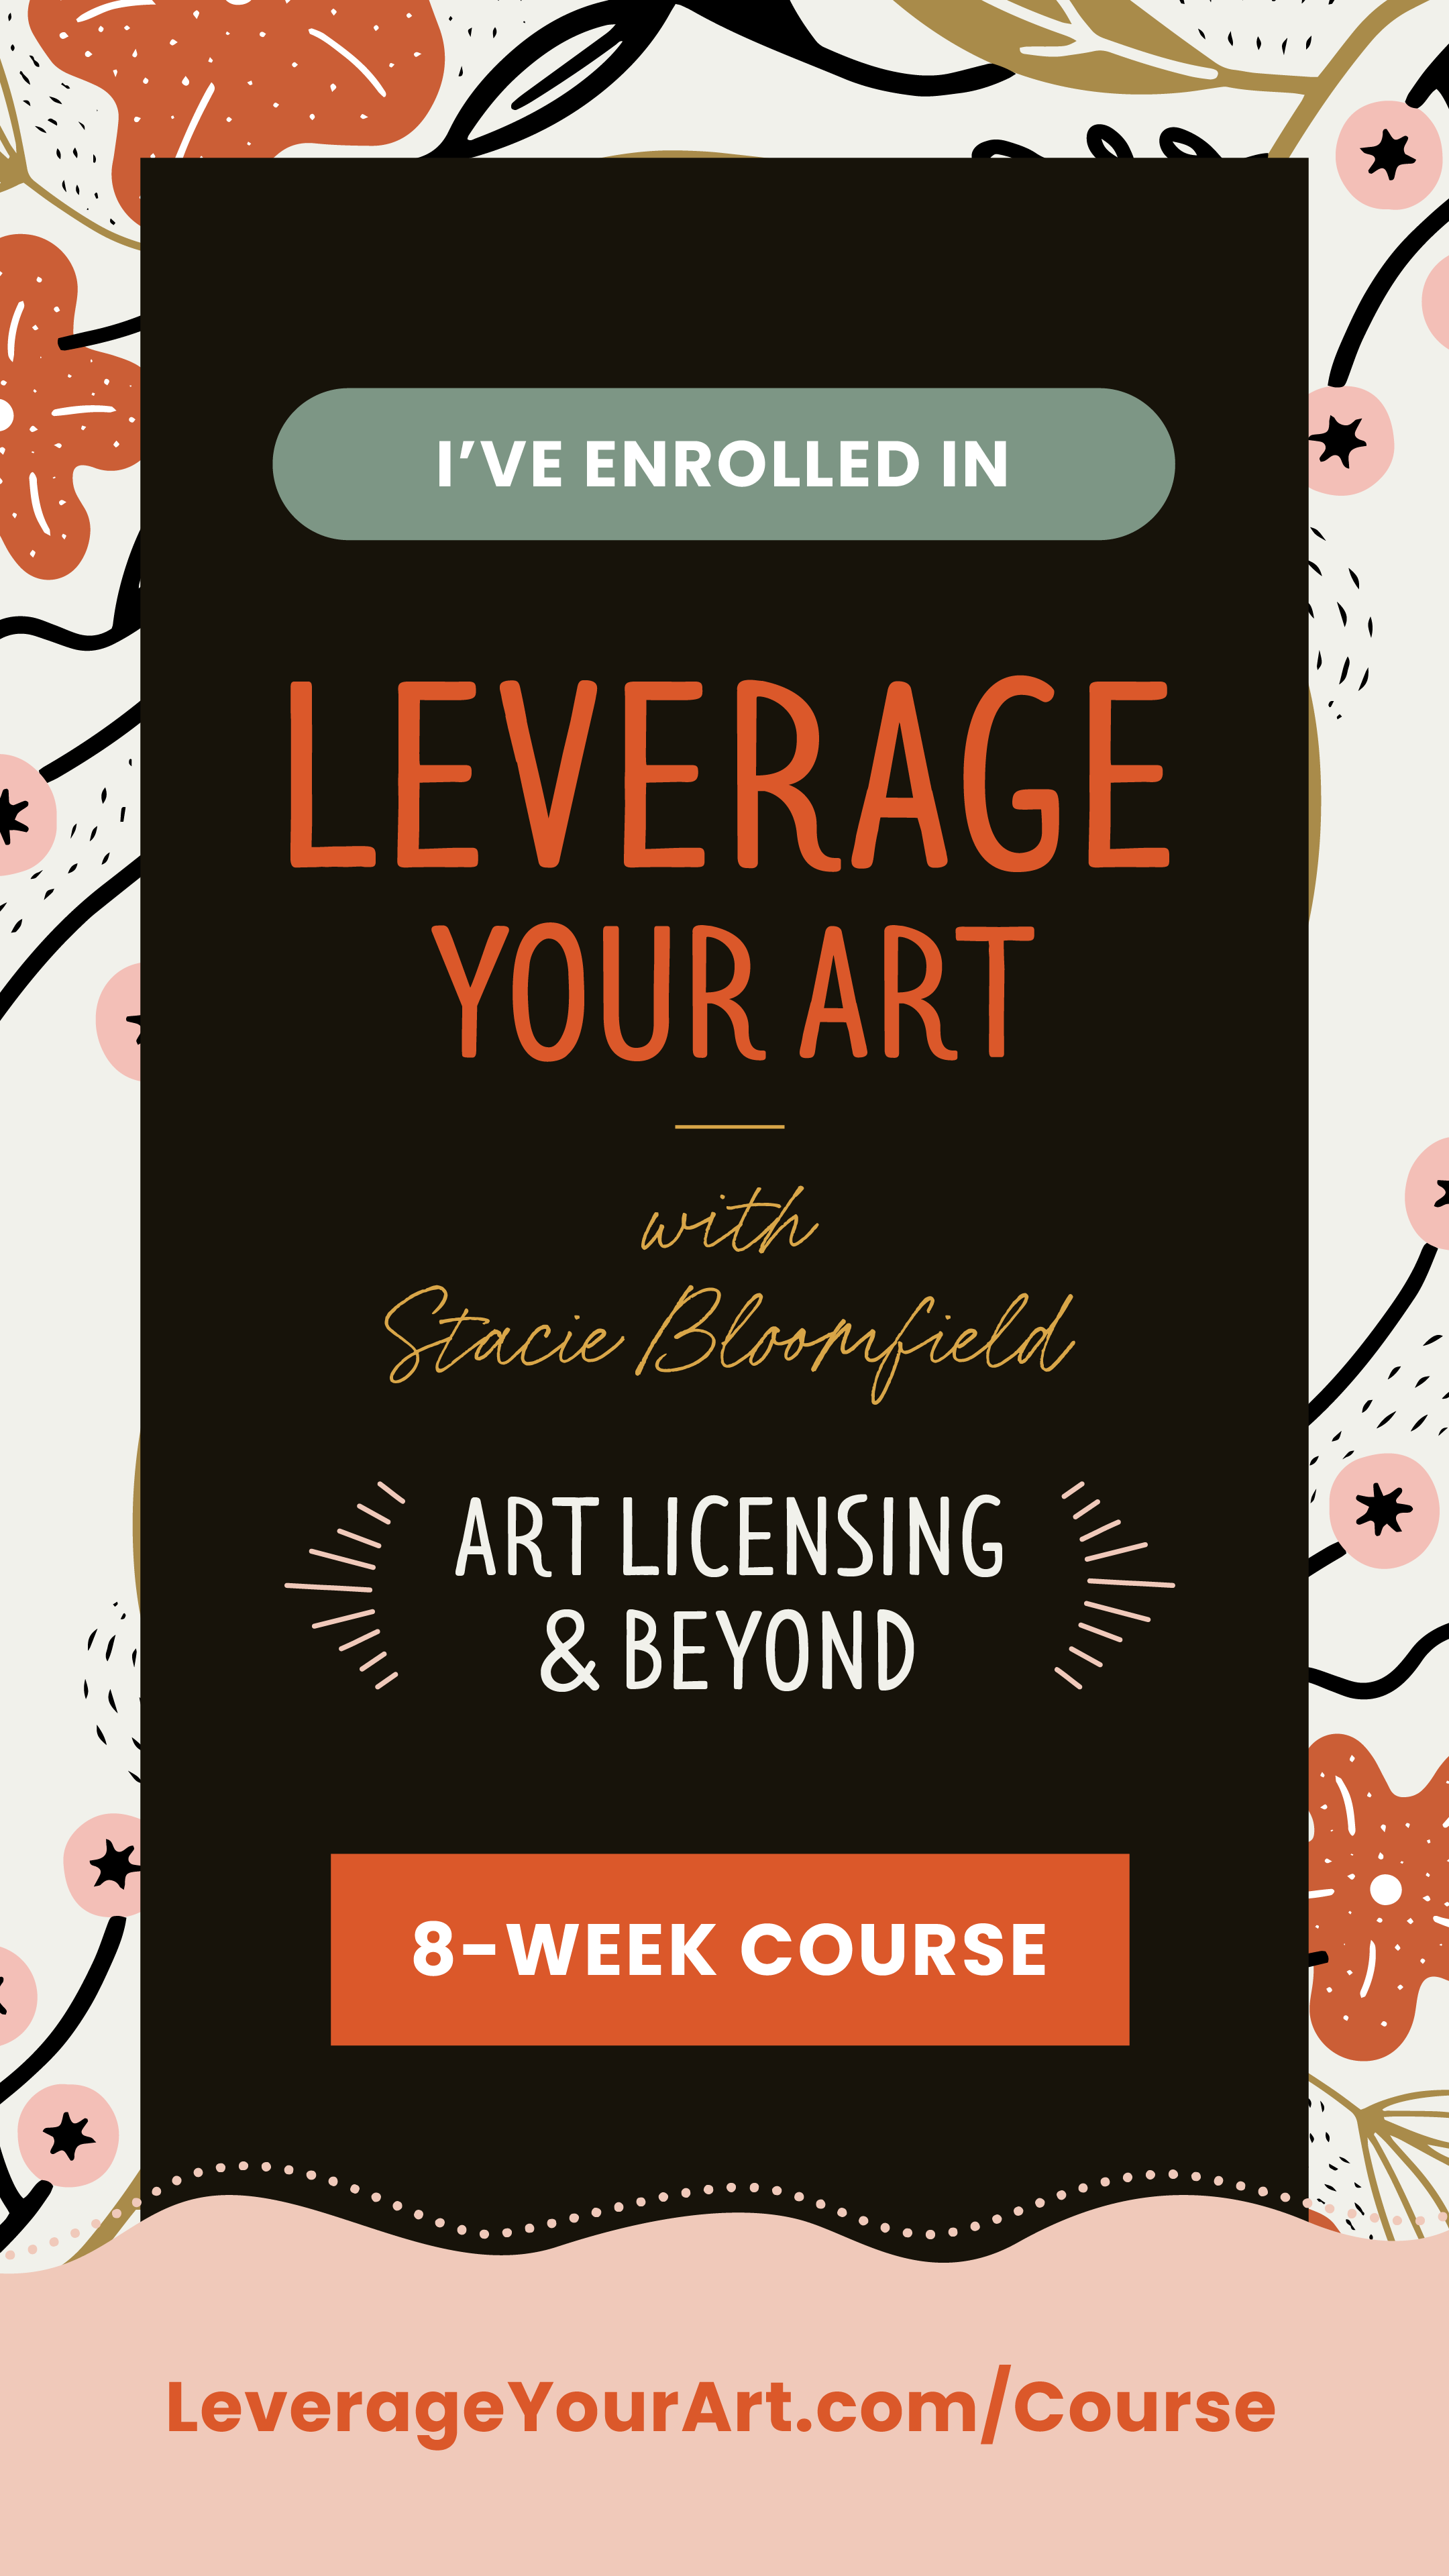 I’VE ENROLLED IN
LEVERAGE
YOUR ART
with
Stacie Bloomfield
ART LICENSING
& BEYOND
8-WEEK COURSE
LeverageYourArt.com/Course